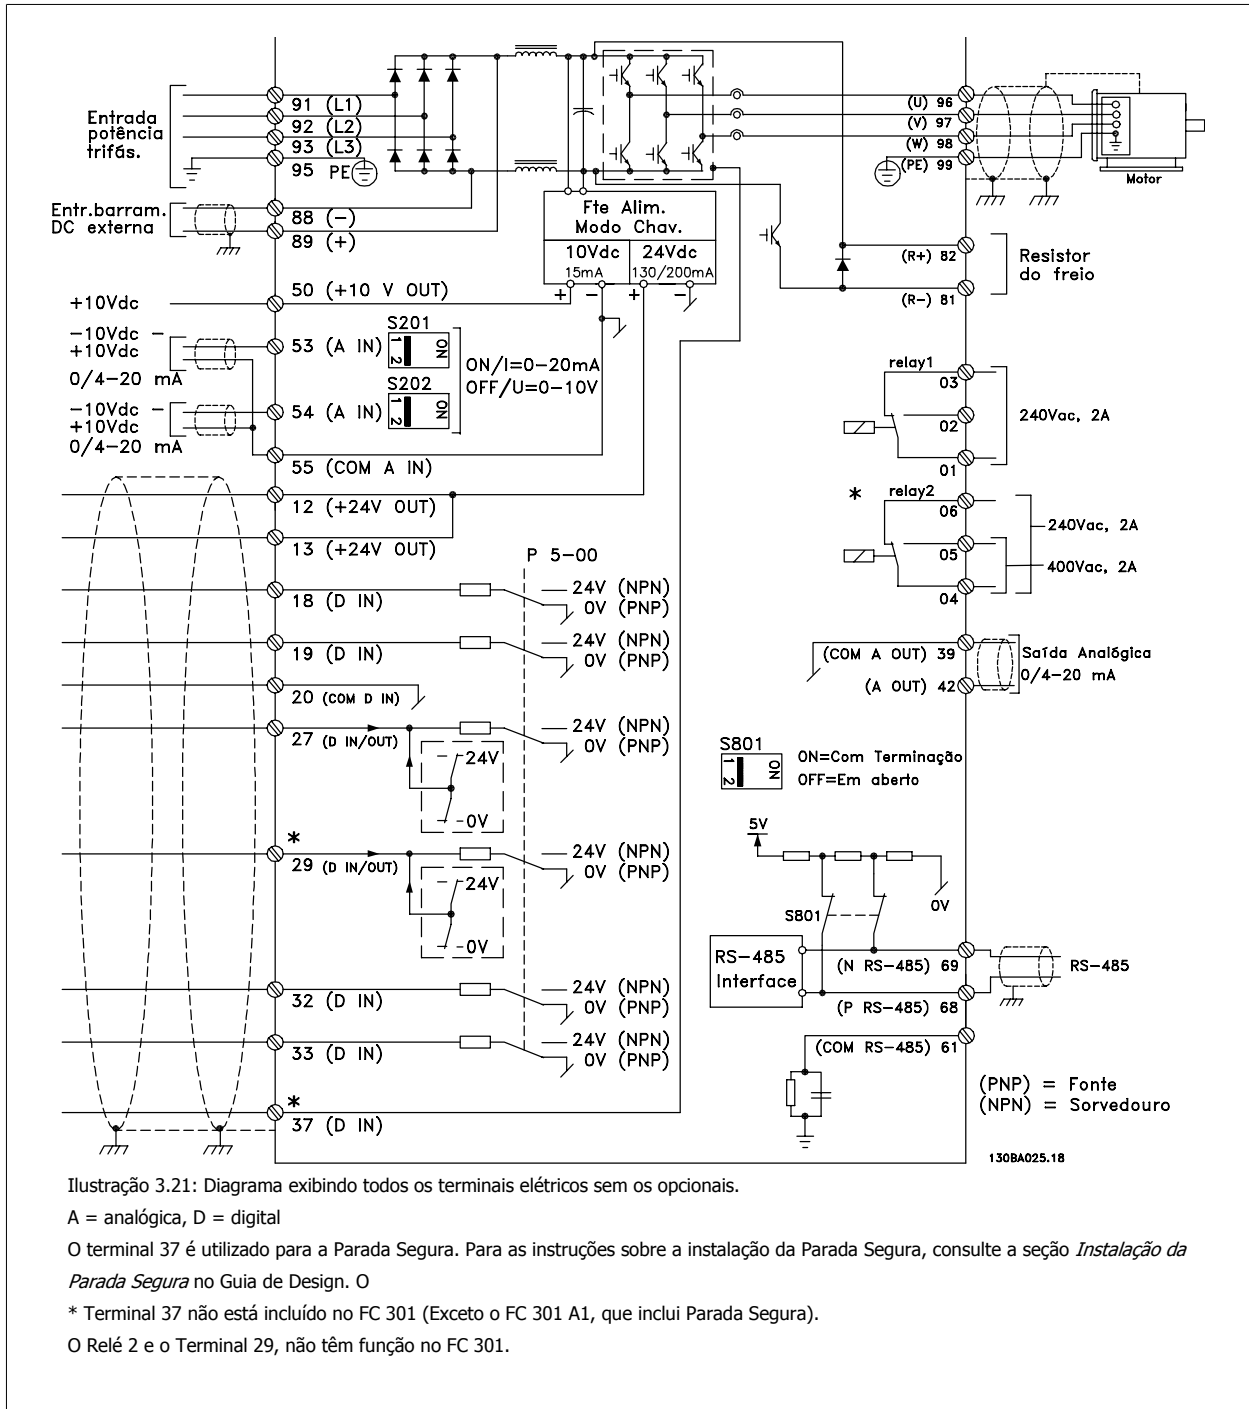 Entrada
potência
trifás.
91 (L1)
92 (L2)
93 (L3)
95 PE
Entr.barram.
DC externa
88 (−)
89 (+)
Fte Alim.
Modo Chav.
10Vdc
15mA
24Vdc
130/200mA
+ − + −
(U) 96
(V) 97
(W) 98
(PE) 99
Motor
(R+) 82
(R−) 81
Resistor
do freio
+10Vdc
50 (+10 V OUT)
−10Vdc −
+10Vdc
0/4−20 mA
53 (A IN)
S201
1 2
ON
ON/I=0−20mA
OFF/U=0−10V
−10Vdc −
+10Vdc
0/4−20 mA
54 (A IN)
S202
1 2
ON
55 (COM A IN)
12 (+24V OUT)
13 (+24V OUT)
P 5-00
18 (D IN)
24V (NPN)
0V (PNP)
19 (D IN)
24V (NPN)
0V (PNP)
20 (COM D IN)
27 (D IN/OUT)
24V (NPN)
0V (PNP)
24V
0V
*
29 (D IN/OUT)
24V (NPN)
0V (PNP)
24V
0V
32 (D IN)
24V (NPN)
0V (PNP)
33 (D IN)
24V (NPN)
0V (PNP)
*
37 (D IN)
relay1
03
02
01
240Vac, 2A
*
relay2
06
05
04
240Vac, 2A
400Vac, 2A
(COM A OUT) 39
(A OUT) 42
Saída Analógica
0/4−20 mA
S801
1 2
ON
ON=Com Terminação
OFF=Em aberto
5V
0V
S801
RS−485
Interface
(N RS−485) 69
(P RS−485) 68
(COM RS−485) 61
RS−485
(PNP) = Fonte
(NPN) = Sorvedouro
130BA025.18
Ilustração 3.21: Diagrama exibindo todos os terminais elétricos sem os opcionais.
A = analógica, D = digital
O terminal 37 é utilizado para a Parada Segura. Para as instruções sobre a instalação da Parada Segura, consulte a seção Instalação da
Parada Segura no Guia de Design. O
* Terminal 37 não está incluído no FC 301 (Exceto o FC 301 A1, que inclui Parada Segura).
O Relé 2 e o Terminal 29, não têm função no FC 301.